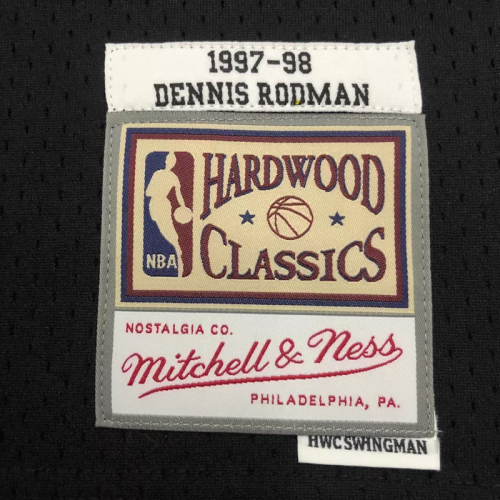 1997-98
DENNIS RODMAN
HARDWOOD
CLASSICS
NBA
NOSTALGIA CO.
Mitchell & Ness
PHILADELPHIA, PA.
HWC SWINGMAN